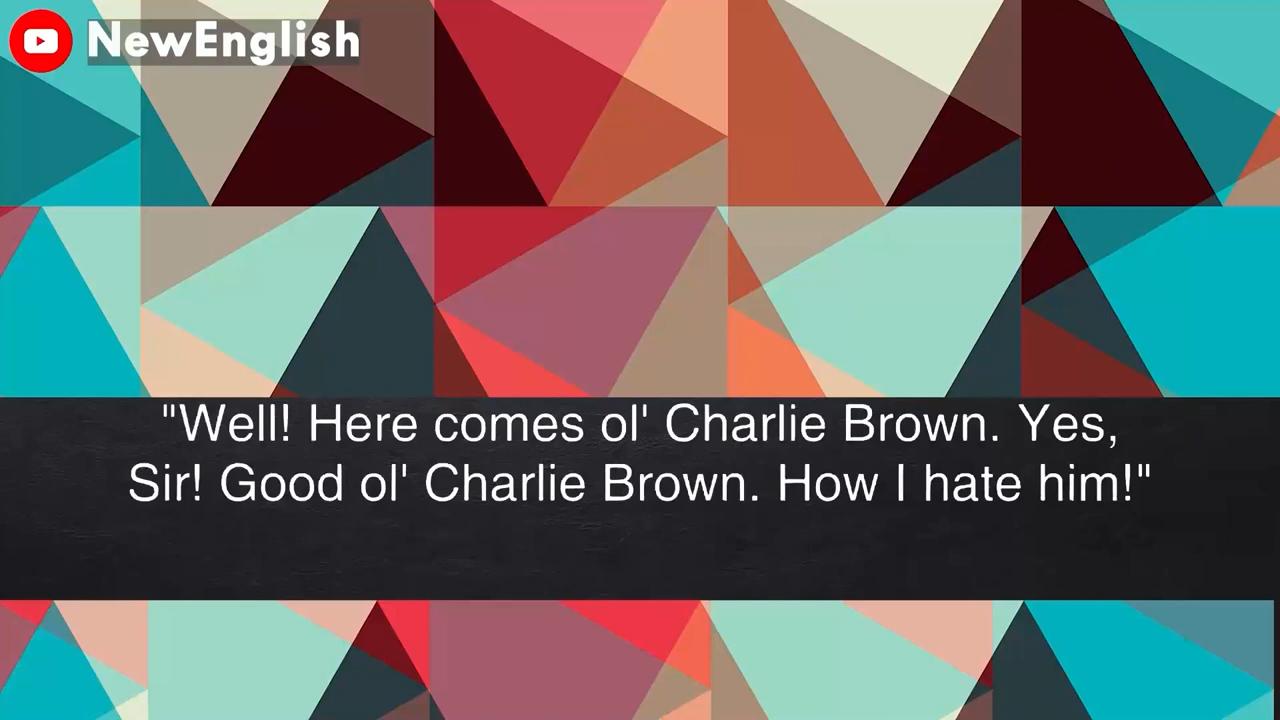 NewEnglish
"Well! Here comes ol' Charlie Brown. Yes,
Sir! Good ol' Charlie Brown. How I hate him!"